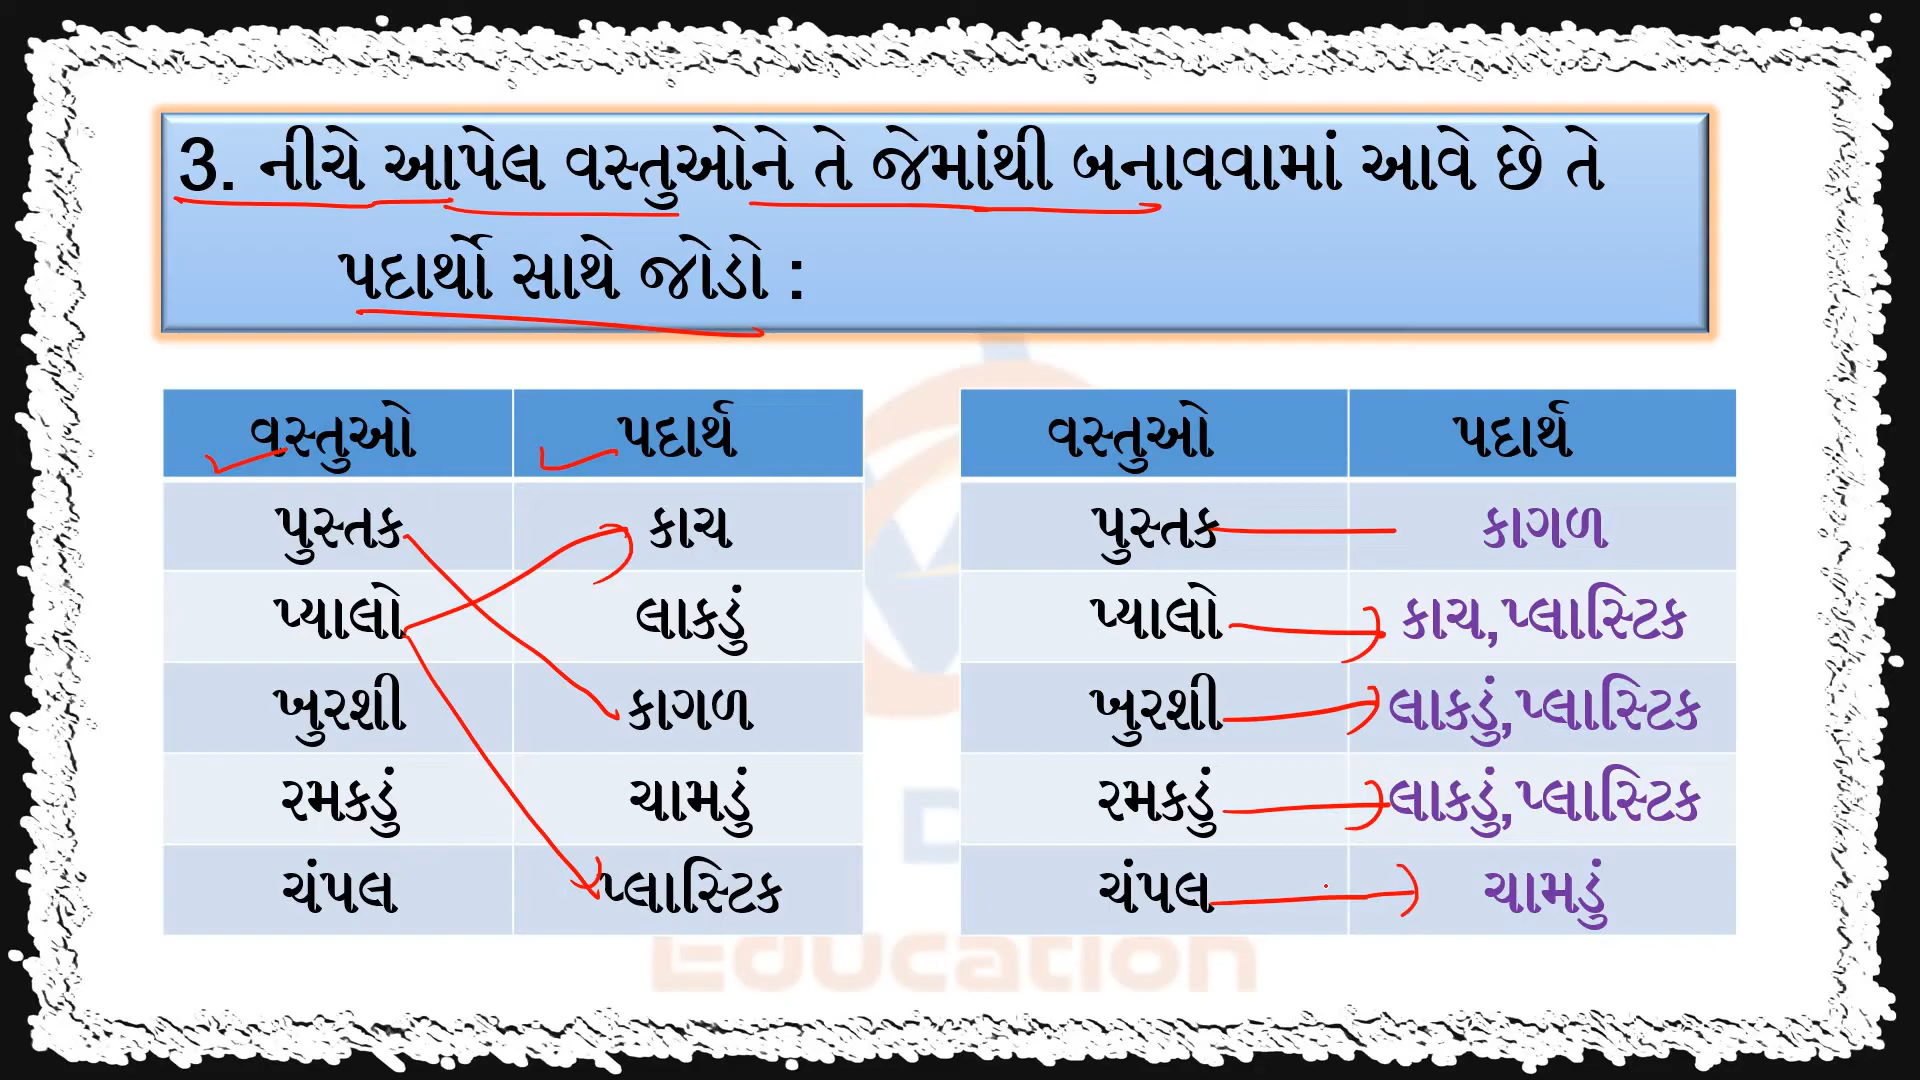 3. નીચે આપેલ વસ્તુઓને તે જેમાંથી બનાવવામાં આવે છે તે
પદાર્થો સાથે જોડો :
વસ્તુઓ પદાર્થ
પુસ્તક કાચ
પ્યાલો લાકડું
ખુરશી કાગળ
રમકડું ચામડું
ચંપલ પ્લાસ્ટિક
વસ્તુઓ પદાર્થ
પુસ્તક કાગળ
પ્યાલો કાચ,પ્લાસ્ટિક
ખુરશી લાકડું,પ્લાસ્ટિક
રમકડું લાકડું,પ્લાસ્ટિક
ચંપલ ચામડું
Education